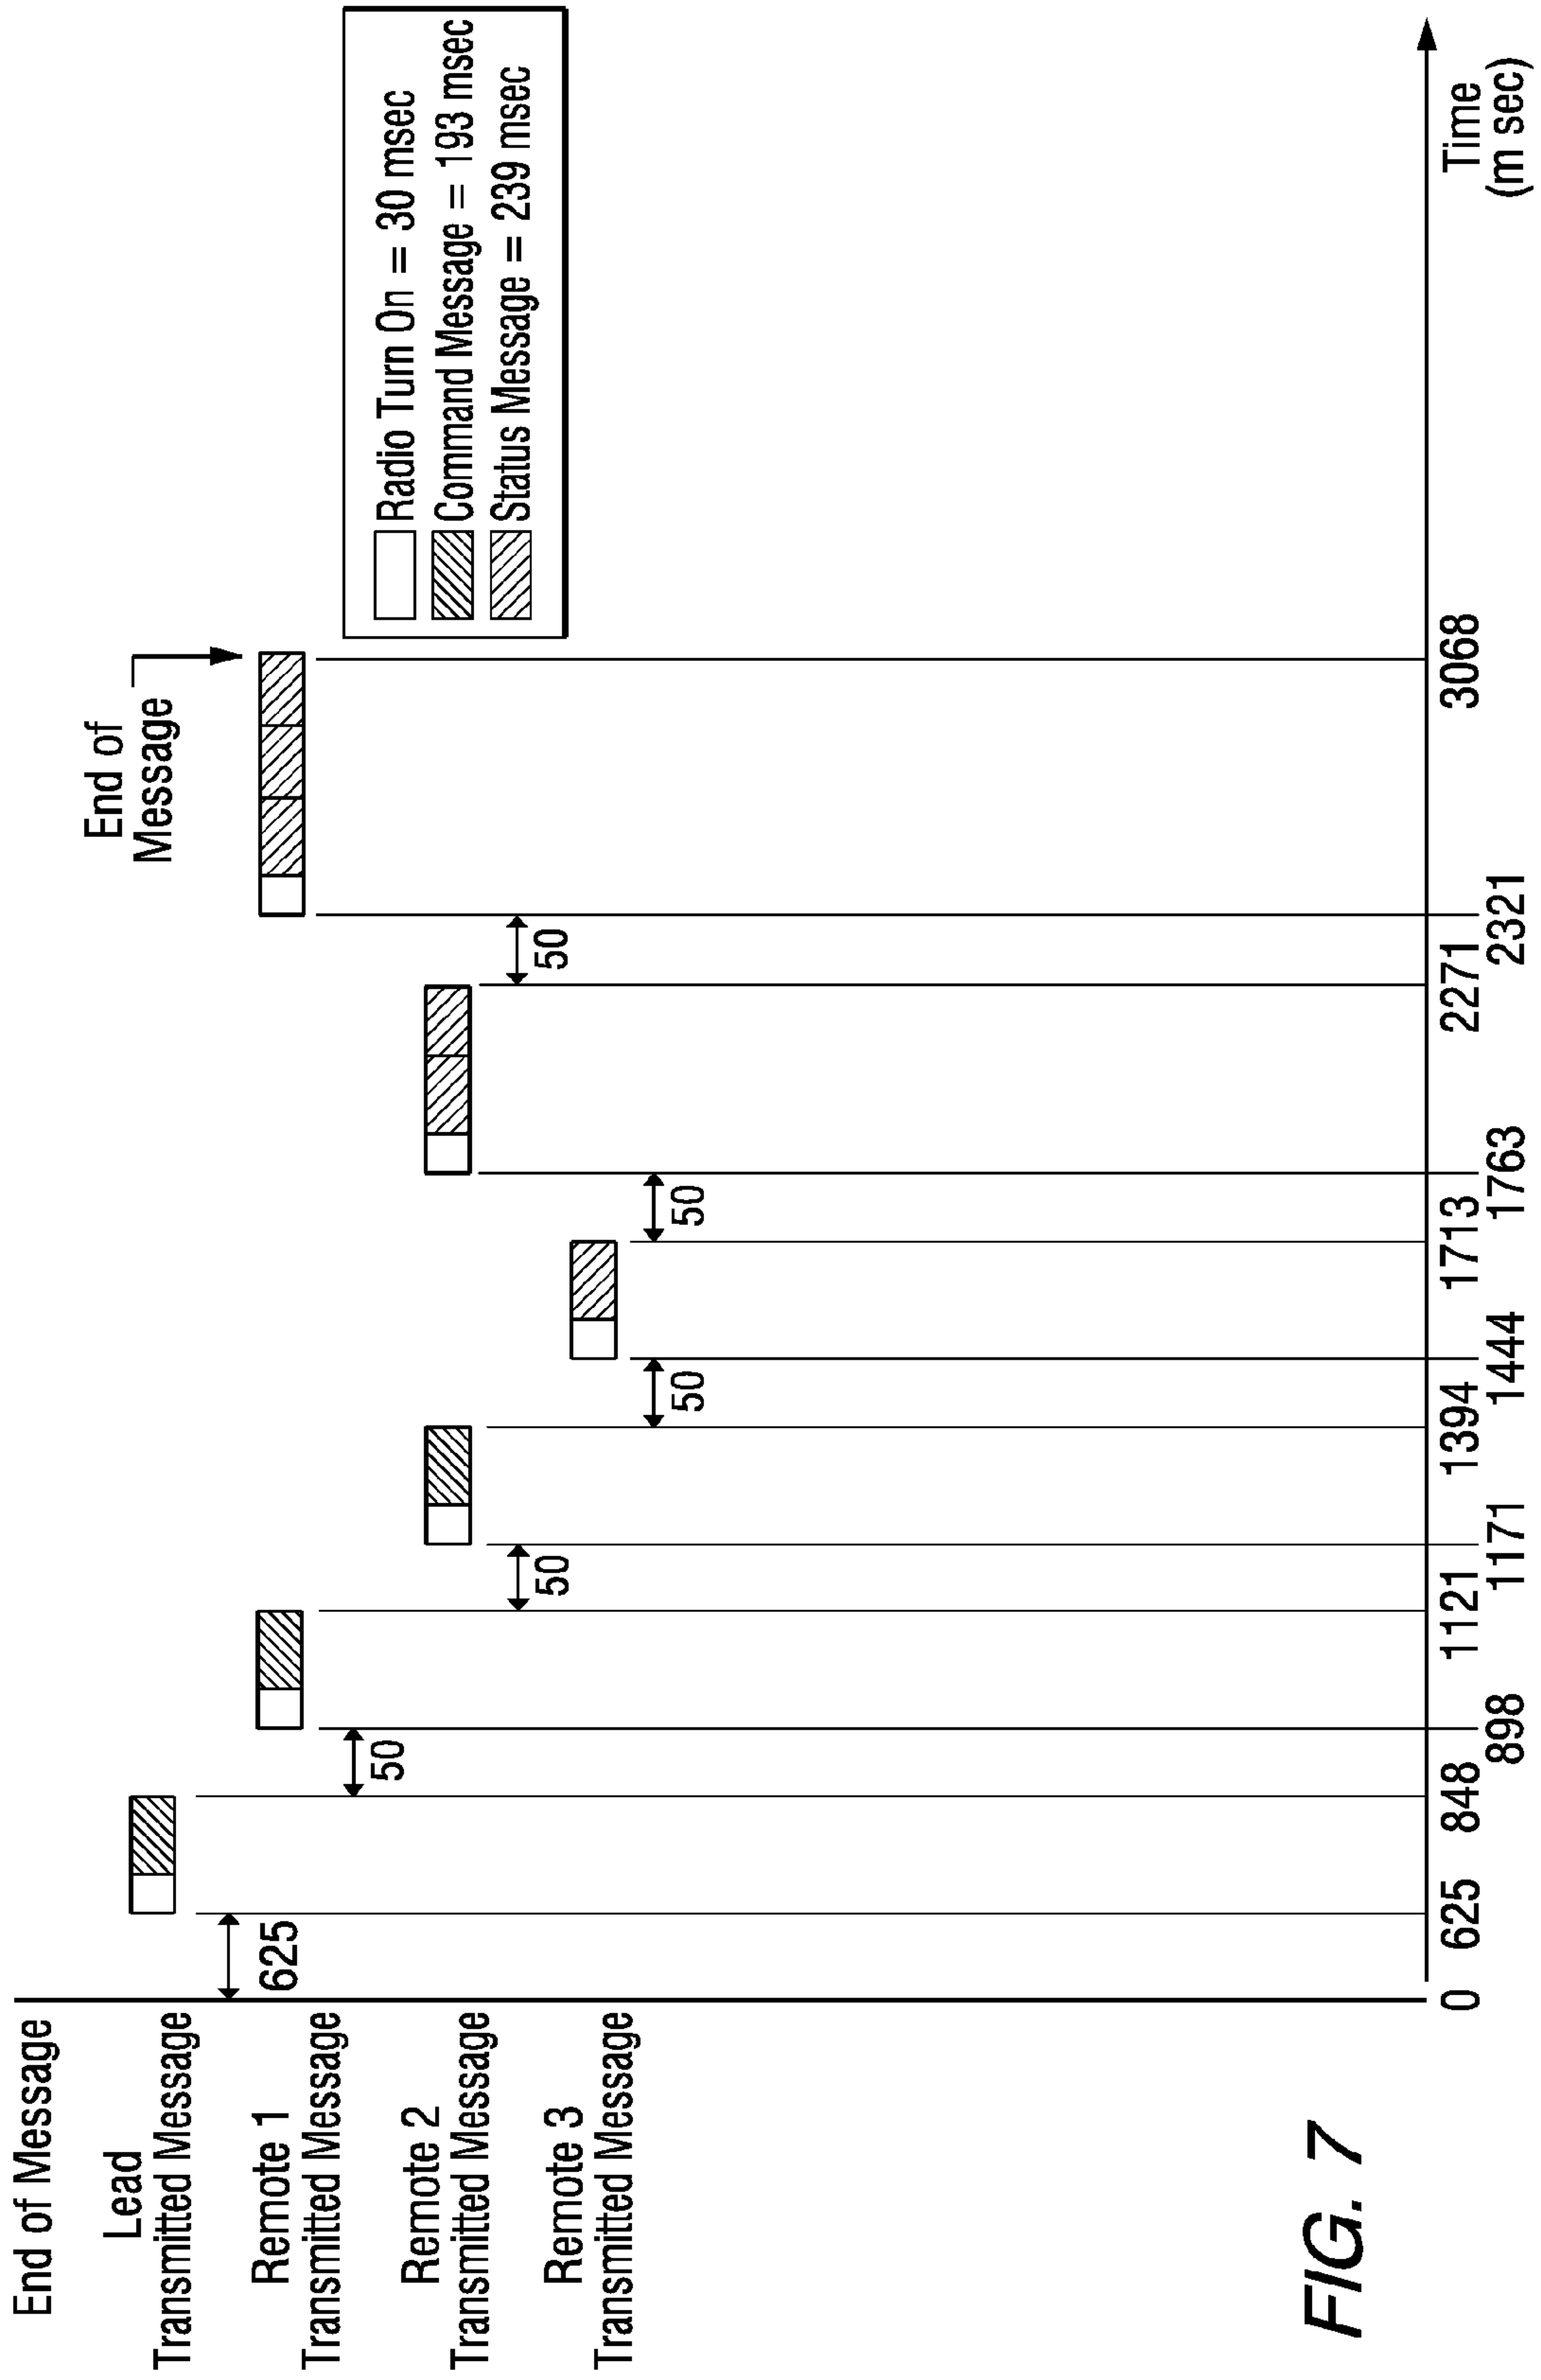 End of Message
Lead
Transmitted Message
Remote 1
Transmitted Message
Remote 2
Transmitted Message
Remote 3
Transmitted Message
625
50
50
50
50
50
End of
Message
Radio Turn On = 30 msec
Command Message = 193 msec
Status Message = 239 msec
0 625 848 1121 1394 1713 2271 3068
898 1171 1444 1763 2321
Time
(m sec)
FIG. 7